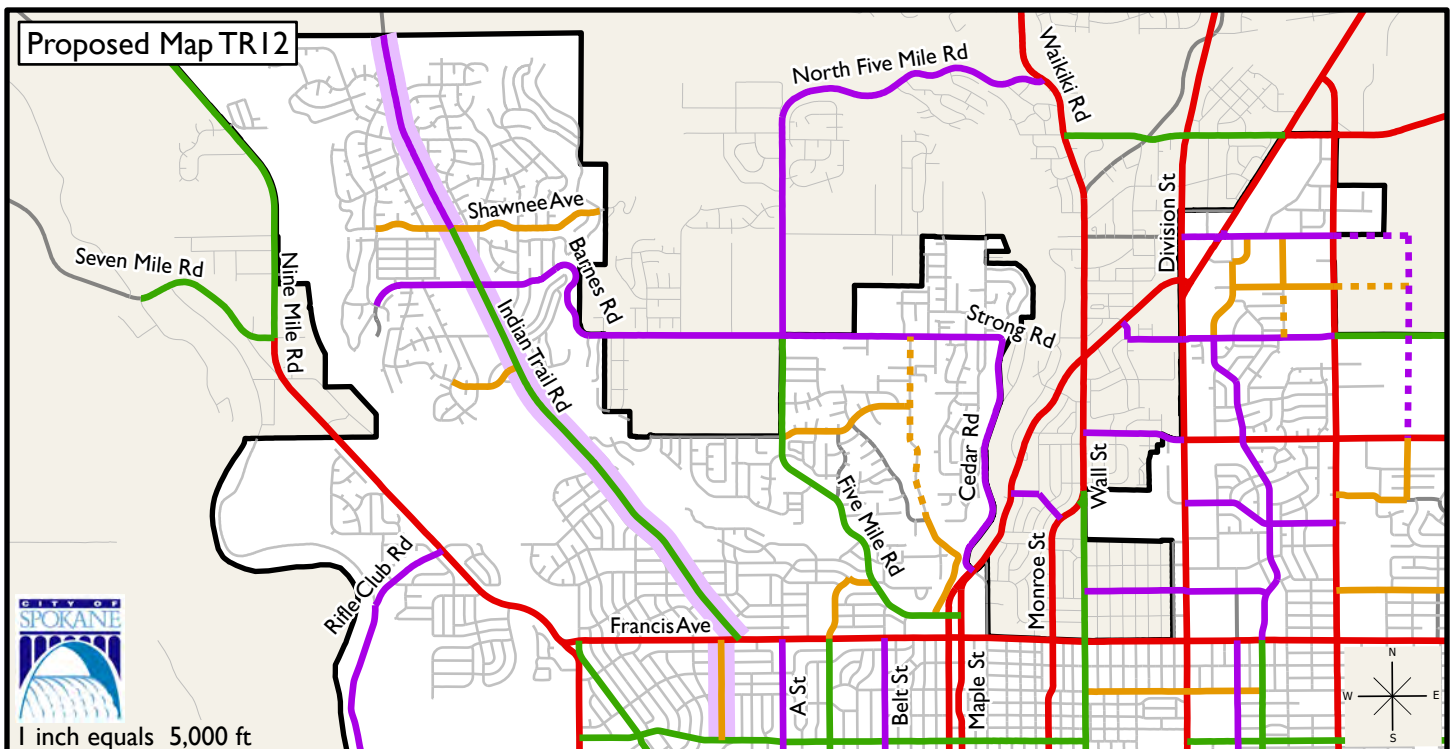 Proposed Map TR12
North Five Mile Rd
Waikiki Rd
Division St
Shawnee Ave
Barnes Rd
Seven Mile Rd
Nine Mile Rd
Indian Trail Rd
Strong Rd
Cedar Rd
Wall St
Five Mile Rd
Monroe St
Rifle Club Rd
Francis Ave
A St
Belt St
Maple St
CITY OF
SPOKANE
1 inch equals 5,000 ft
N
W
E
S